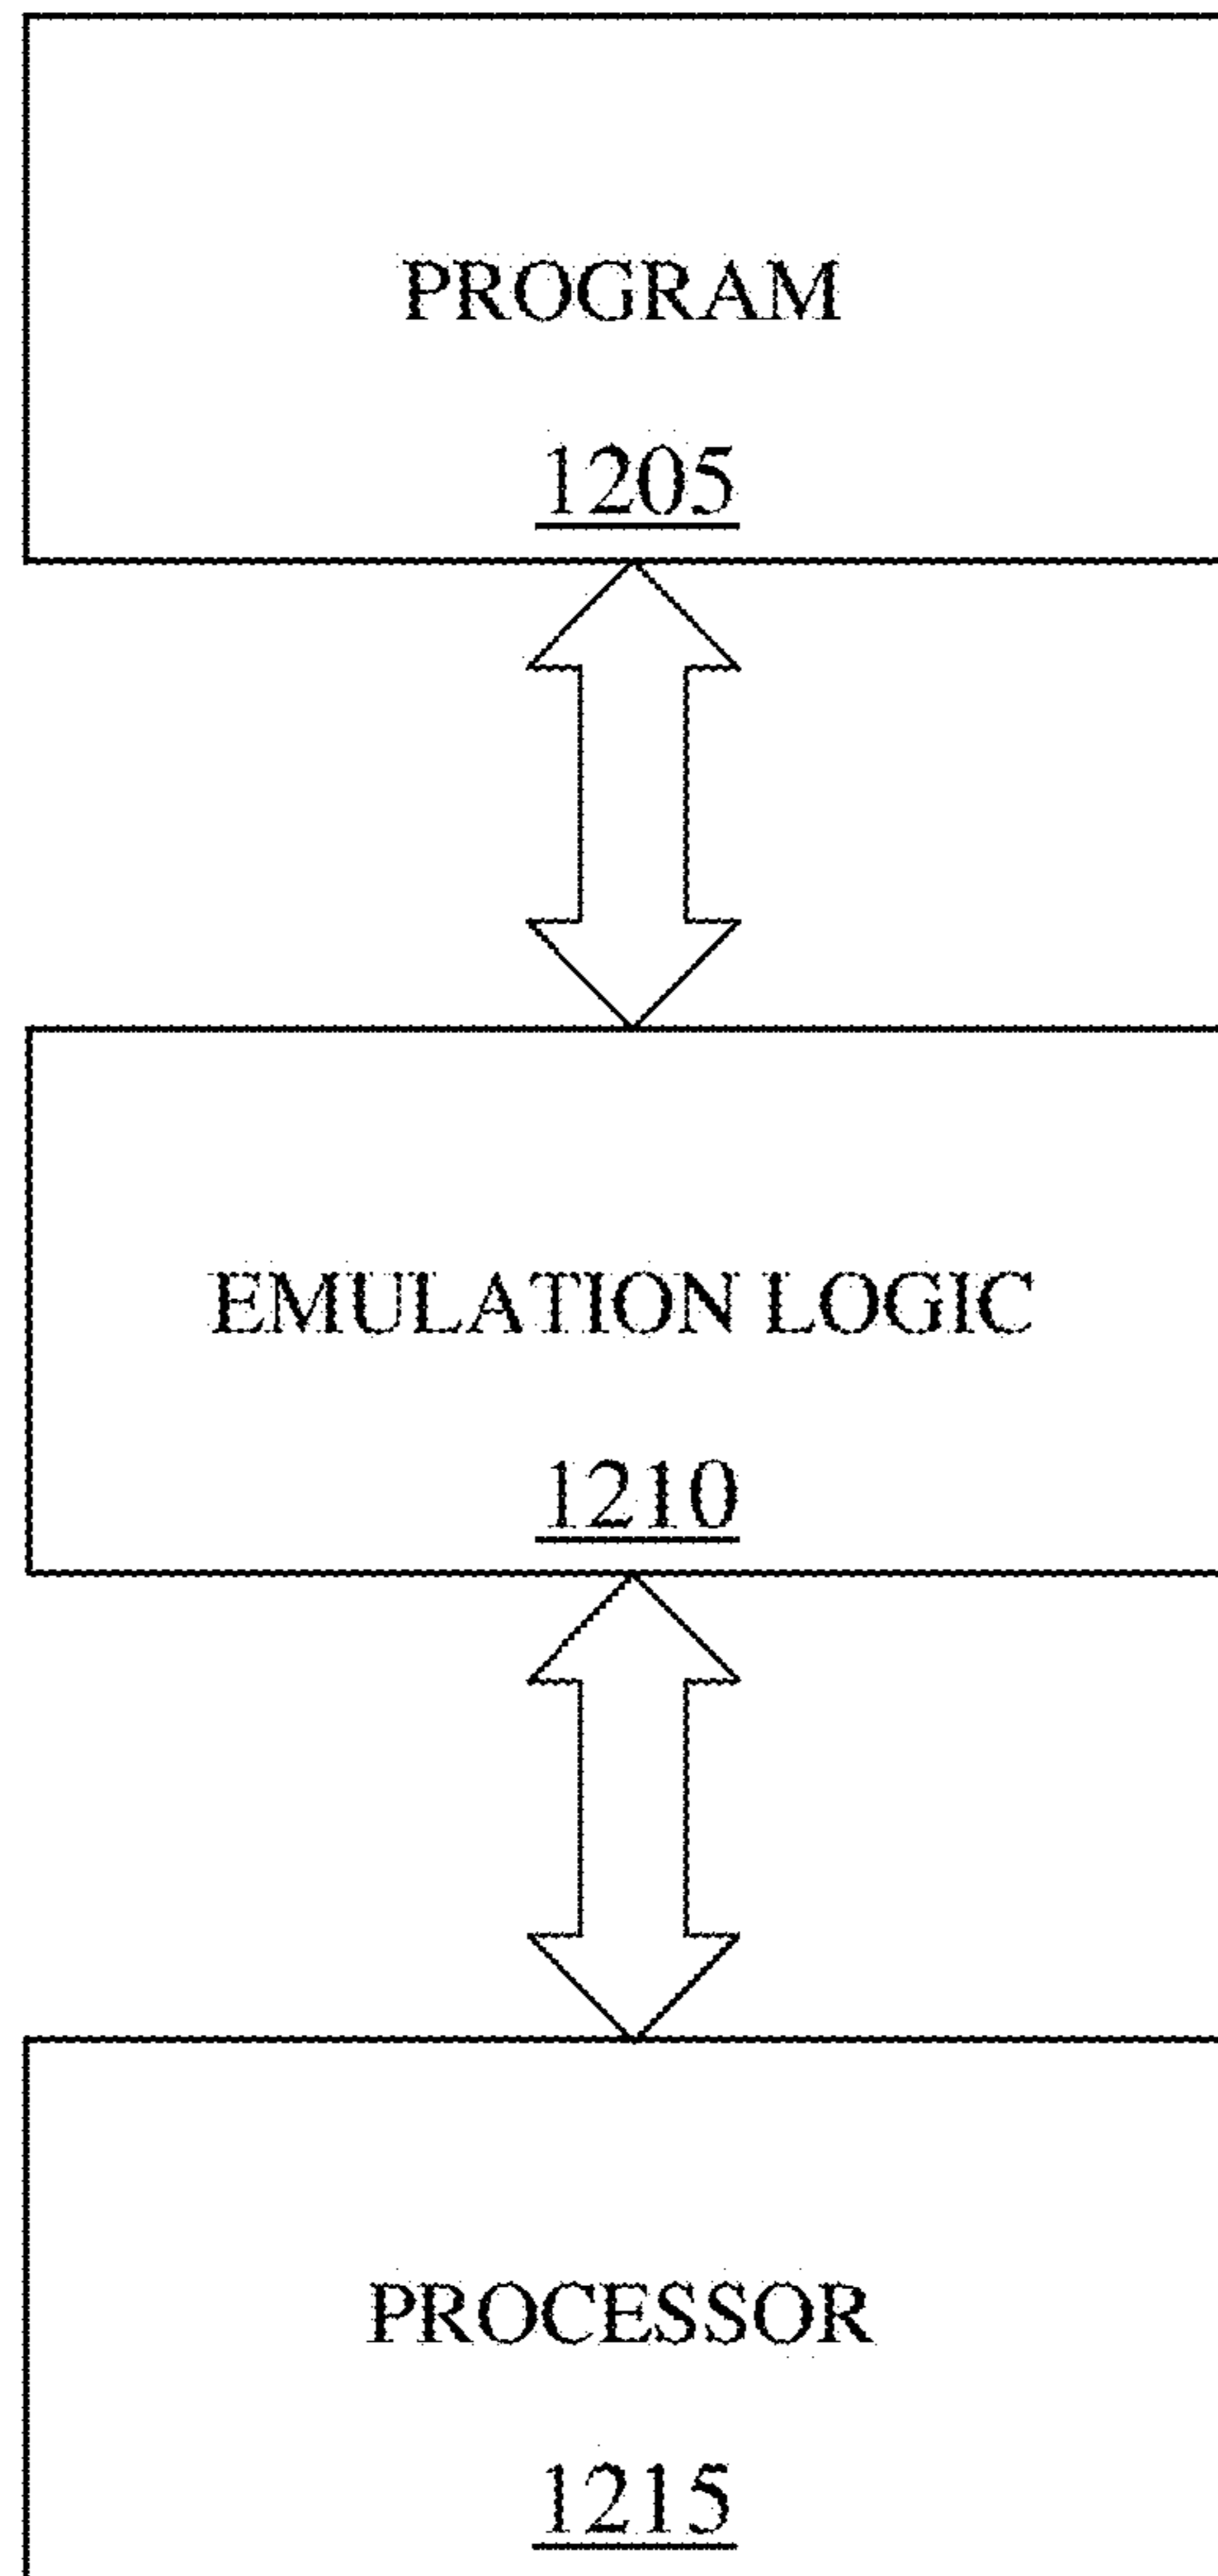 PROGRAM
1205
EMULATION LOGIC
1210
PROCESSOR
1215